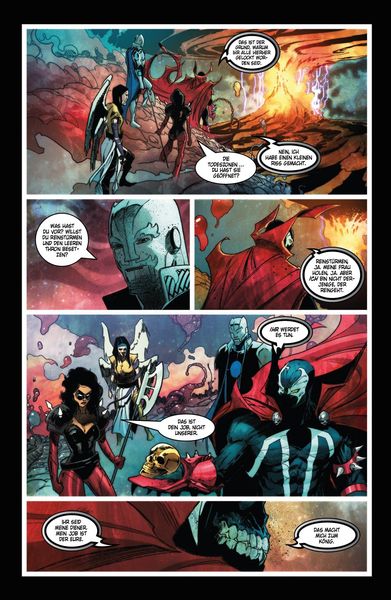 DAS IST DER
GRUND, WARUM
WIR ALLE HIERHER
GELOCKT WOR-
DEN SEID.
DIE
TODESZONEN...
DU HAST SIE
GEÖFFNET?
NEIN, ICH
HABE EINEN KLEINEN
RISS GEMACHT.
WAS HAST
DU VOR? WILLST DU
REINSTÜRMEN
UND DEN LEEREN
THRON BESET-
ZEN?
REINSTÜRMEN,
JA. MEINE FRAU
HOLEN, JA. ABER
ICH BIN NICHT DER-
JENIGE, DER
REINGEHT.
IHR WERDET ES
TUN.
DAS IST
DEIN JOB, NICHT
UNSERER.
IHR SEID
MEINE DIENER.
MEIN JOB IST
DER EURE.
DAS MACHT
MICH ZUM
KÖNIG.